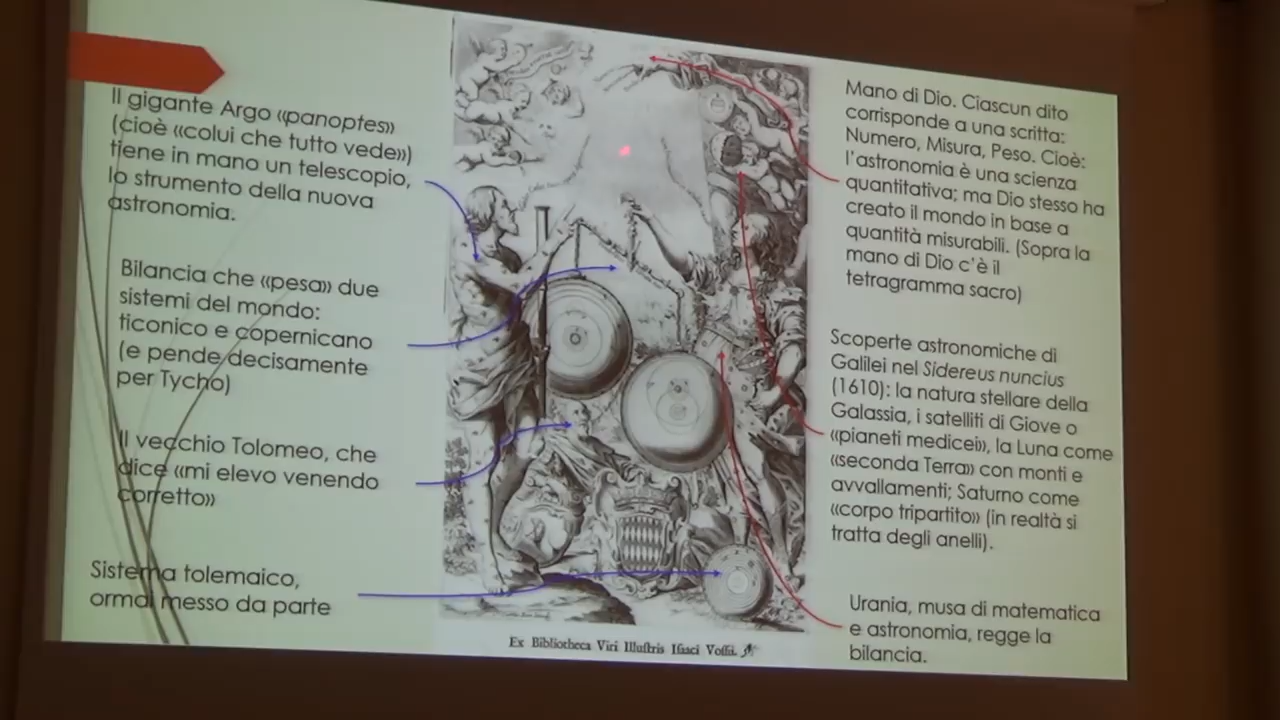 Il gigante Argo «panoptes»
(cioè «colui che tutto vede»)
tiene in mano un telescopio,
lo strumento della nuova
astronomia.
Bilancia che «pesa» due
sistemi del mondo:
ticonico e copernicano
(e pende decisamente
per Tycho)
Il vecchio Tolomeo, che
dice «mi elevo venendo
corretto»
Sistema tolemaico,
ormai messo da parte
Ex Bibliotheca Viri Illuſtris Iſaaci Voſſii.
Mano di Dio. Ciascun dito
corrisponde a una scritta:
Numero, Misura, Peso. Cioè:
l'astronomia è una scienza
quantitativa; ma Dio stesso ha
creato il mondo in base a
quantità misurabili. (Sopra la
mano di Dio c'è il
tetragramma sacro)
Scoperte astronomiche di
Galilei nel Sidereus nuncius
(1610): la natura stellare della
Galassia, i satelliti di Giove o
«pianeti medicei», la Luna come
«seconda Terra» con monti e
avvallamenti; Saturno come
«corpo tripartito» (in realtà si
tratta degli anelli).
Urania, musa di matematica
e astronomia, regge la
bilancia.